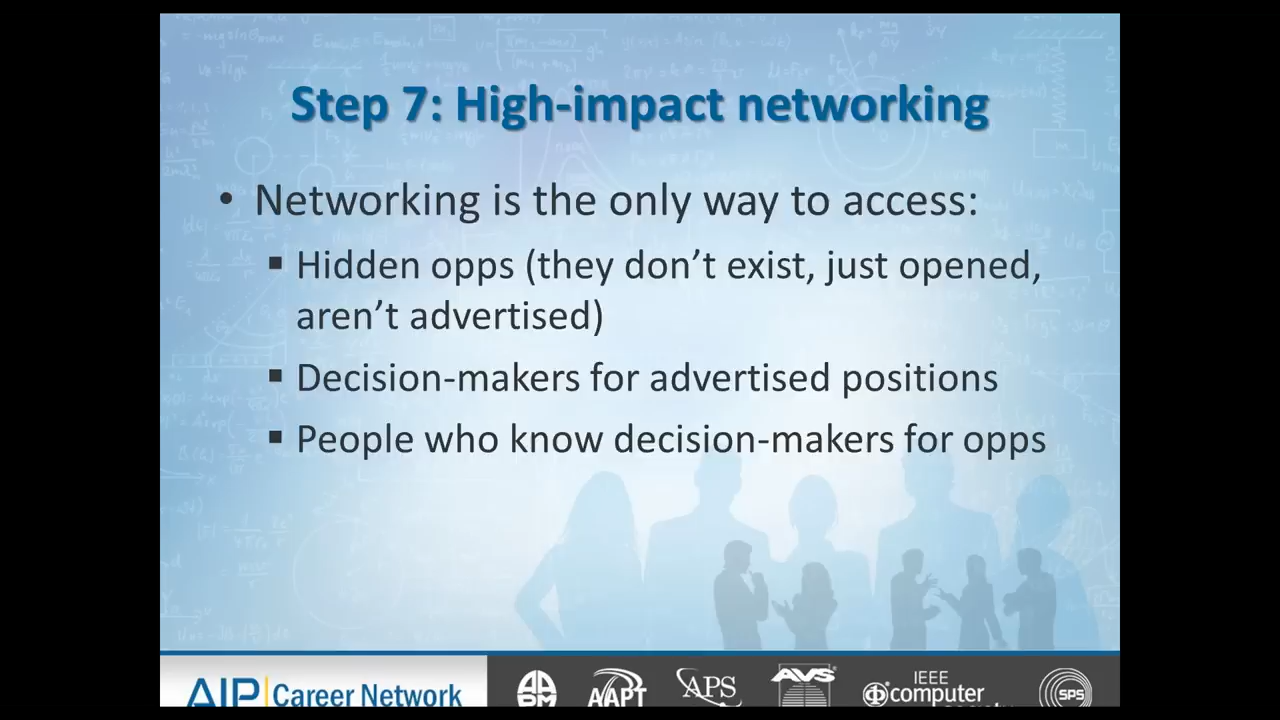 Step 7: High-impact networking
• Networking is the only way to access:
▪ Hidden opps (they don’t exist, just opened,
aren’t advertised)
▪ Decision-makers for advertised positions
▪ People who know decision-makers for opps
AIP | Career Network
AAPM
AAPT
APS
AVS
IEEE
computer
society
SPS